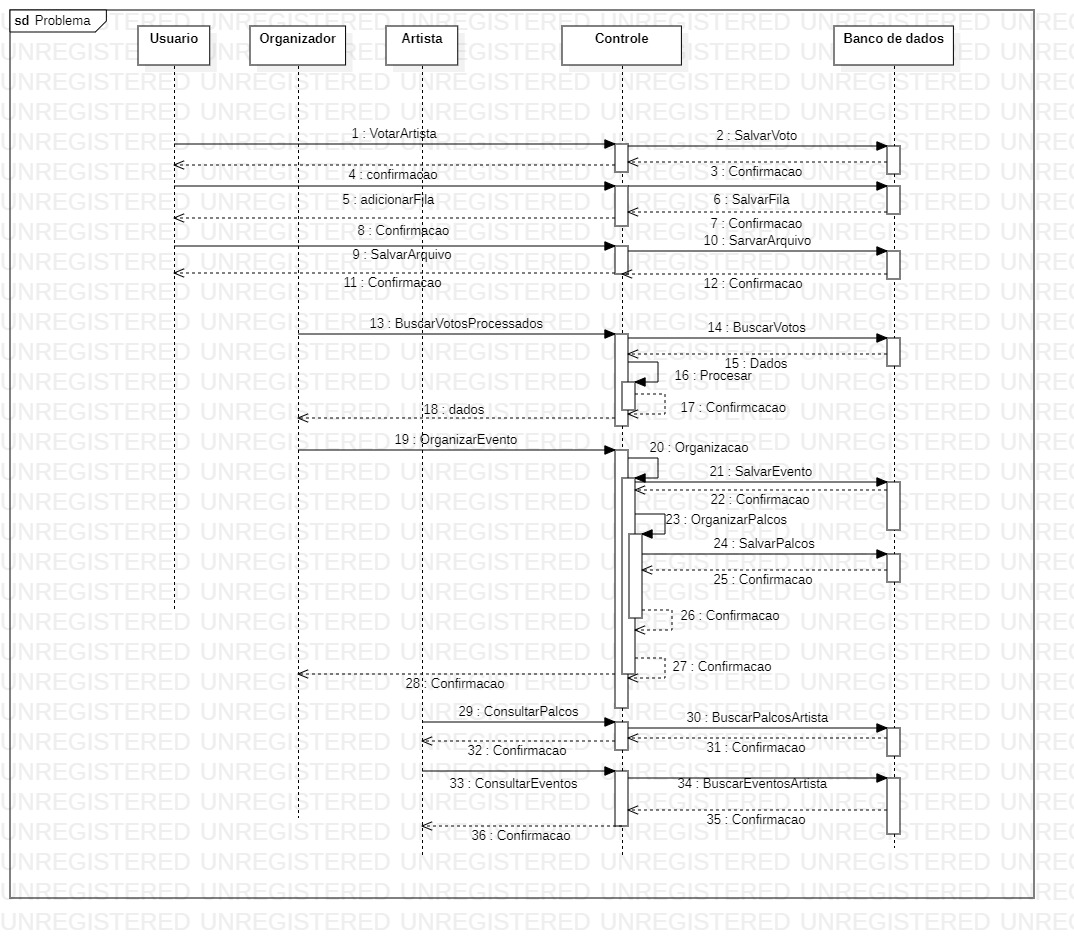 sd Problema
Usuario
Organizador
Artista
Controle
Banco de dados
1 : VotarArtista
2 : SalvarVoto
3 : Confirmacao
4 : confirmacao
5 : adicionarFila
6 : SalvarFila
7 : Confirmacao
8 : Confirmacao
10 : SarvarArquivo
9 : SalvarArquivo
11 : Confirmacao
12 : Confirmacao
13 : BuscarVotosProcessados
14 : BuscarVotos
15 : Dados
16 : Procesar
17 : Confirmcacao
18 : dados
19 : OrganizarEvento
20 : Organizacao
21 : SalvarEvento
22 : Confirmacao
23 : OrganizarPalcos
24 : SalvarPalcos
25 : Confirmacao
26 : Confirmacao
27 : Confirmacao
28 : Confirmacao
29 : ConsultarPalcos
30 : BuscarPalcosArtista
31 : Confirmacao
32 : Confirmacao
33 : ConsultarEventos
34 : BuscarEventosArtista
35 : Confirmacao
36 : Confirmacao
UNREGISTERED UNREGISTERED UNREGISTERED UNREGISTERED UNREGISTERED